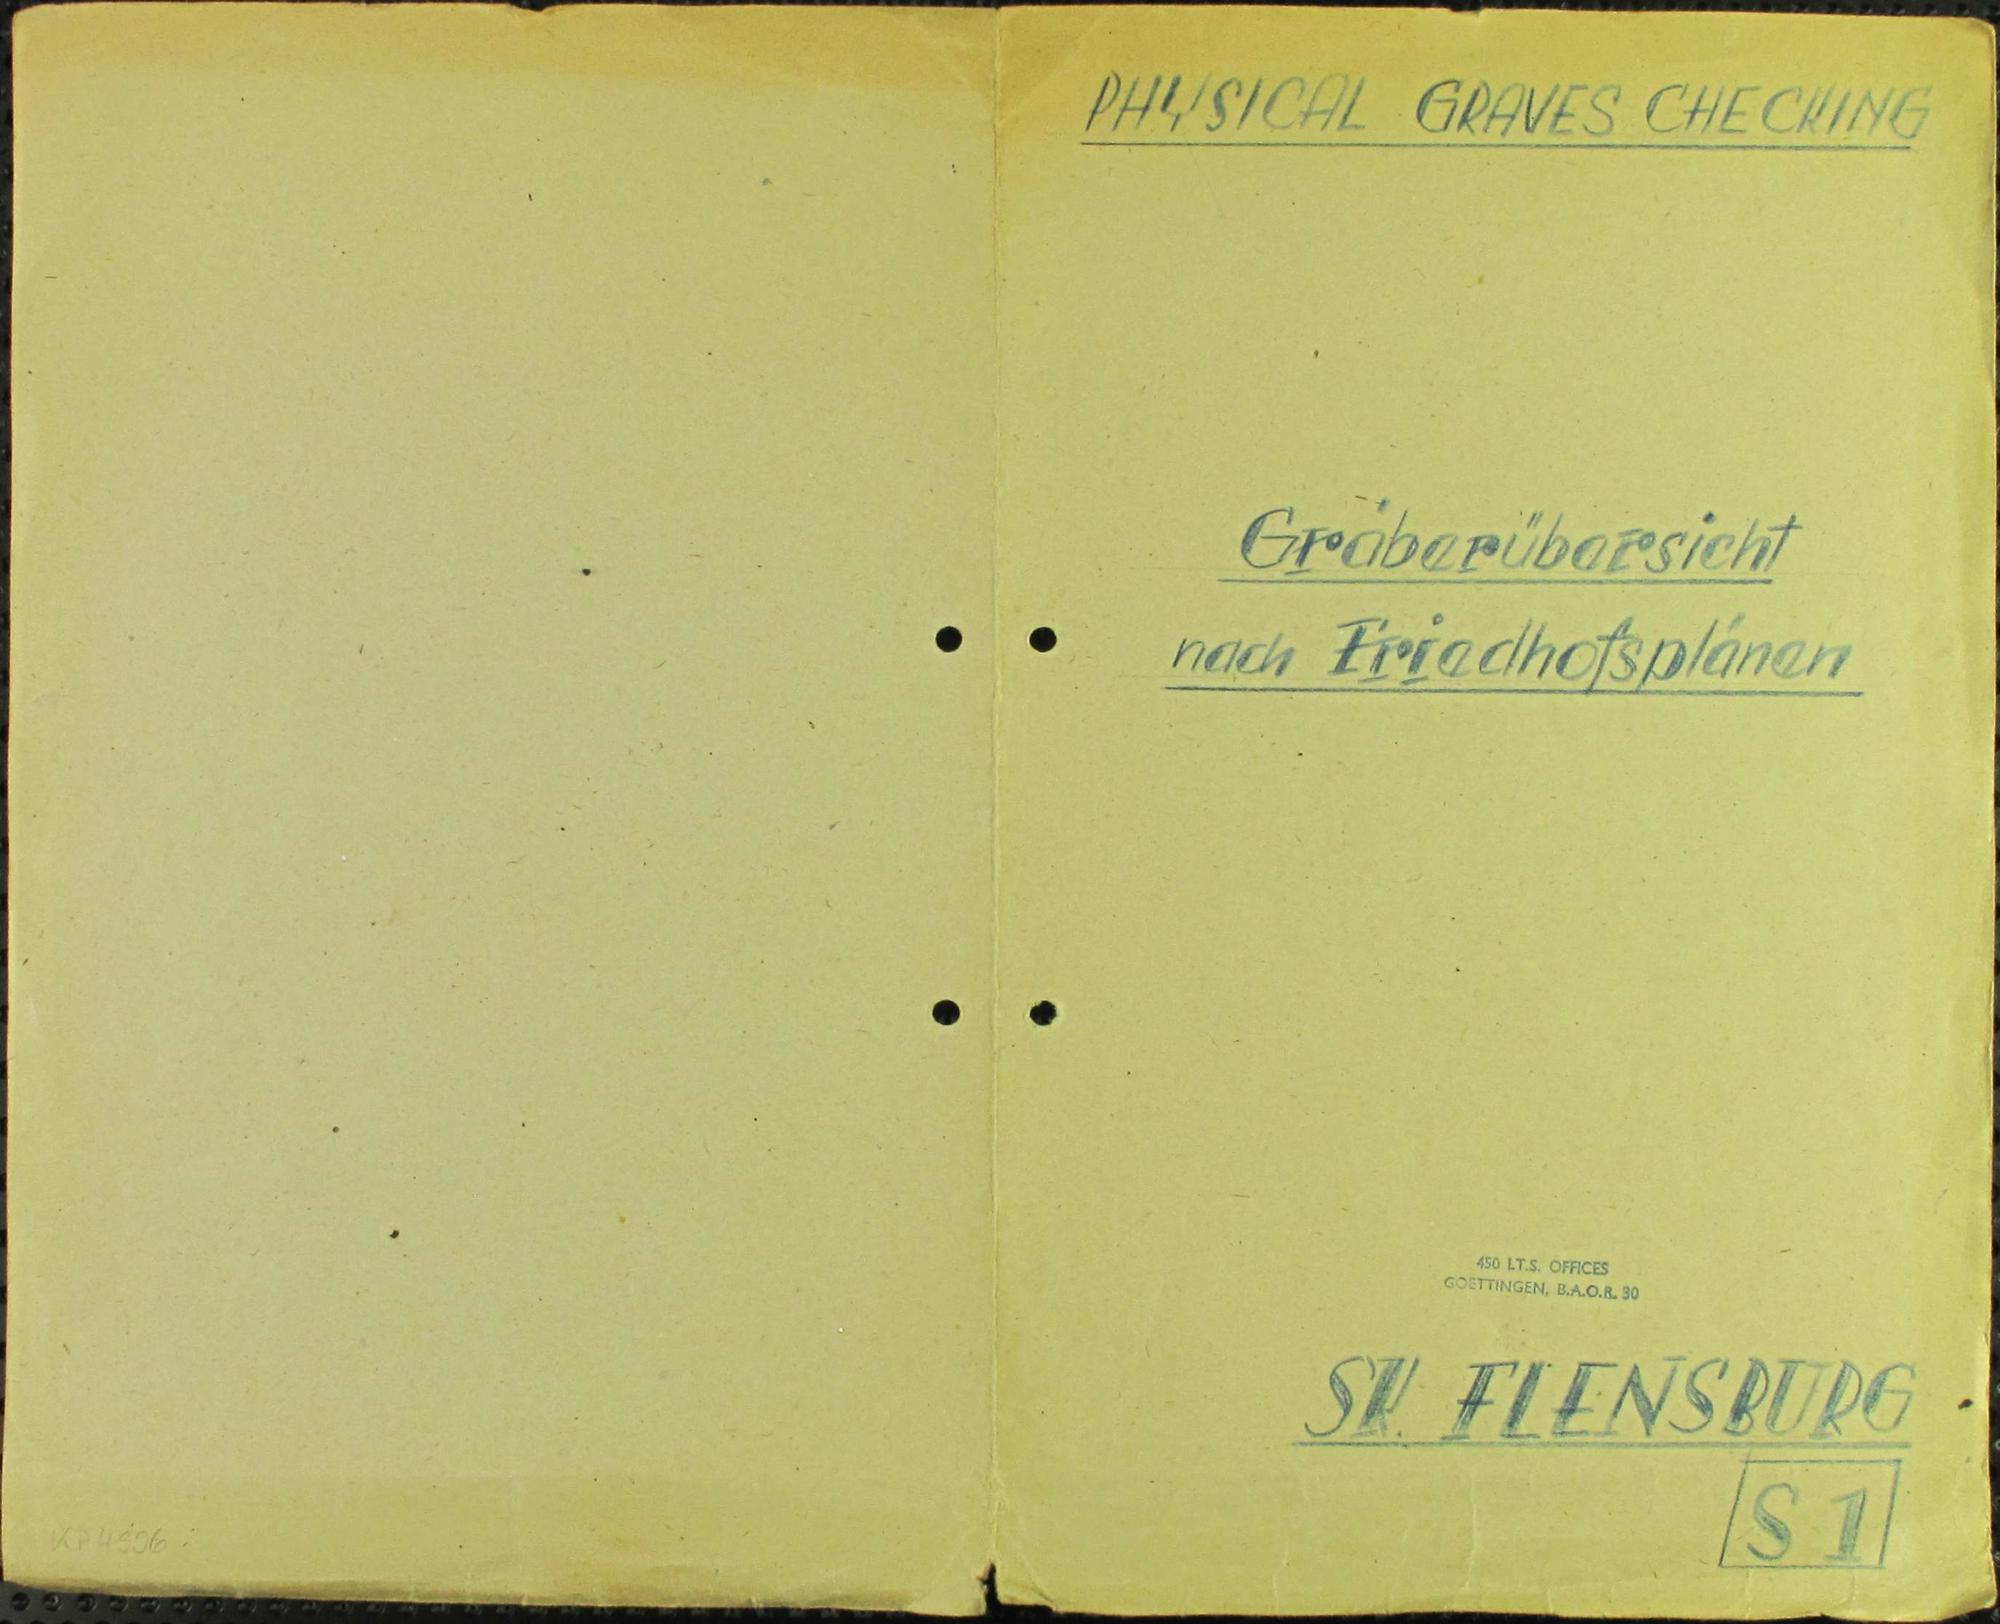 PHYSICAL GRAVES CHECKING
Gräberübersicht
nach Friedhofsplänen
450 I.T.S. OFFICES
GOETTINGEN, B.A.O.R. 30
SK. FLENSBURG
S 1